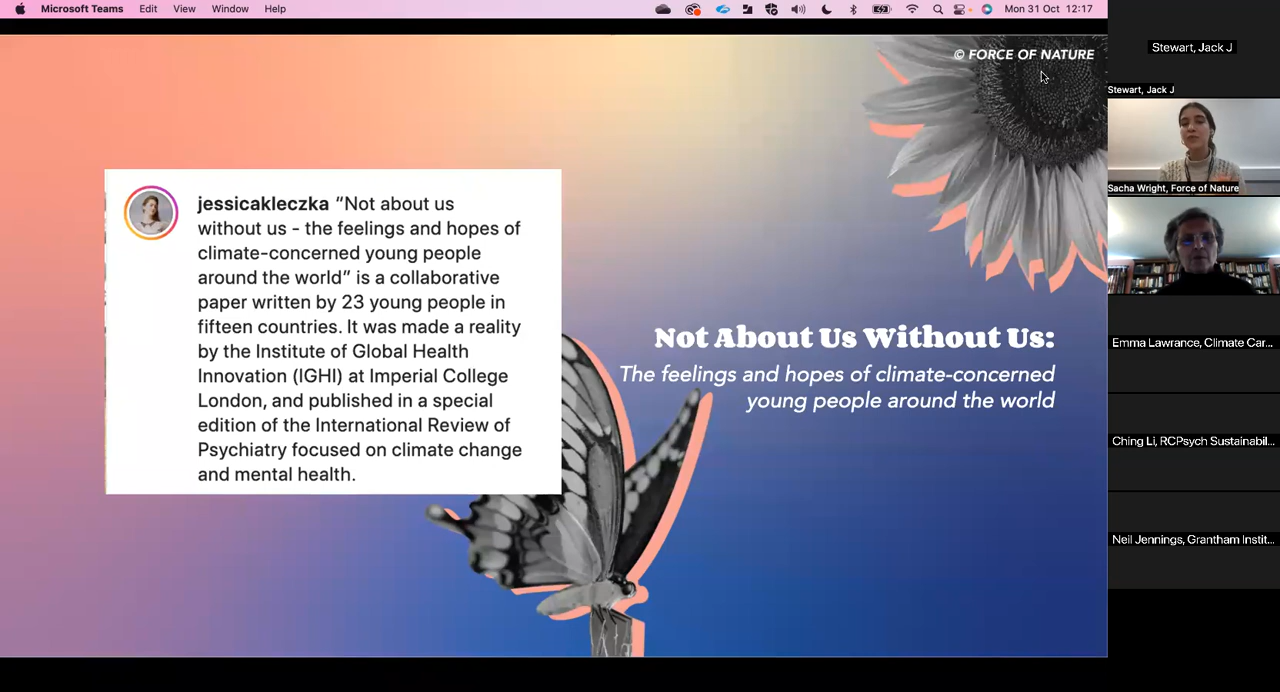 Microsoft Teams Edit View Window Help Mon 31 Oct 12:17
© FORCE OF NATURE
jessicakleczka “Not about us
without us - the feelings and hopes of
climate-concerned young people
around the world” is a collaborative
paper written by 23 young people in
fifteen countries. It was made a reality
by the Institute of Global Health
Innovation (IGHI) at Imperial College
London, and published in a special
edition of the International Review of
Psychiatry focused on climate change
and mental health.
Not About Us Without Us:
The feelings and hopes of climate-concerned
young people around the world
Stewart, Jack J
Stewart, Jack J
Sacha Wright, Force of Nature
Emma Lawrance, Climate Car...
Ching Li, RCPsych Sustainabil...
Neil Jennings, Grantham Instit...